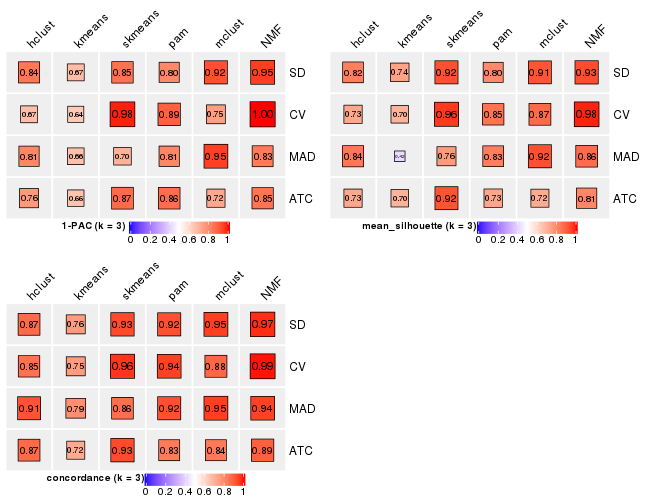 hclust kmeans skmeans pam mclust NMF
0.84 0.67 0.85 0.80 0.92 0.95 SD
0.67 0.64 0.98 0.89 0.75 1.00 CV
0.81 0.66 0.70 0.81 0.95 0.83 MAD
0.76 0.66 0.87 0.86 0.72 0.85 ATC
1-PAC (k = 3)
0 0.2 0.4 0.6 0.8 1
hclust kmeans skmeans pam mclust NMF
0.82 0.74 0.92 0.80 0.91 0.93 SD
0.73 0.70 0.96 0.85 0.87 0.98 CV
0.84 0.76 0.83 0.92 0.86 MAD
0.73 0.70 0.92 0.73 0.72 0.81 ATC
mean_silhouette (k = 3)
0 0.2 0.4 0.6 0.8 1
hclust kmeans skmeans pam mclust NMF
0.87 0.76 0.93 0.92 0.95 0.97 SD
0.85 0.75 0.96 0.94 0.88 0.99 CV
0.91 0.79 0.86 0.92 0.95 0.94 MAD
0.87 0.72 0.93 0.83 0.84 0.89 ATC
concordance (k = 3)
0 0.2 0.4 0.6 0.8 1